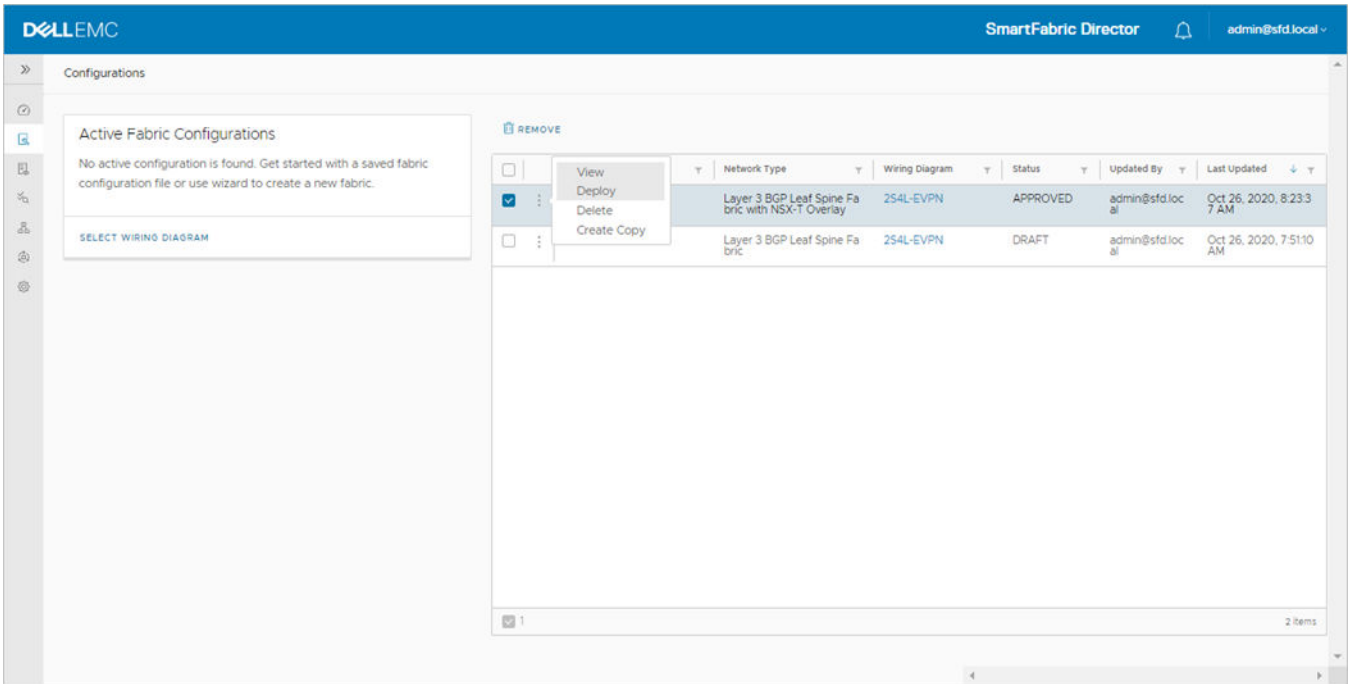 DELLEMC
SmartFabric Director
admin@sfd.local
Configurations
Active Fabric Configurations
No active configuration is found. Get started with a saved fabric
configuration file or use wizard to create a new fabric.
SELECT WIRING DIAGRAM
REMOVE
View
Deploy
Delete
Create Copy
Network Type
Wiring Diagram
Status
Updated By
Last Updated
Layer 3 BGP Leaf Spine Fa
bric with NSX-T Overlay
2S4L-EVPN
APPROVED
admin@sfd.loc
al
Oct 26, 2020, 8:23:3
7 AM
Layer 3 BGP Leaf Spine Fa
bric
2S4L-EVPN
DRAFT
admin@sfd.loc
al
Oct 26, 2020, 7:51:10
AM
1
2 items